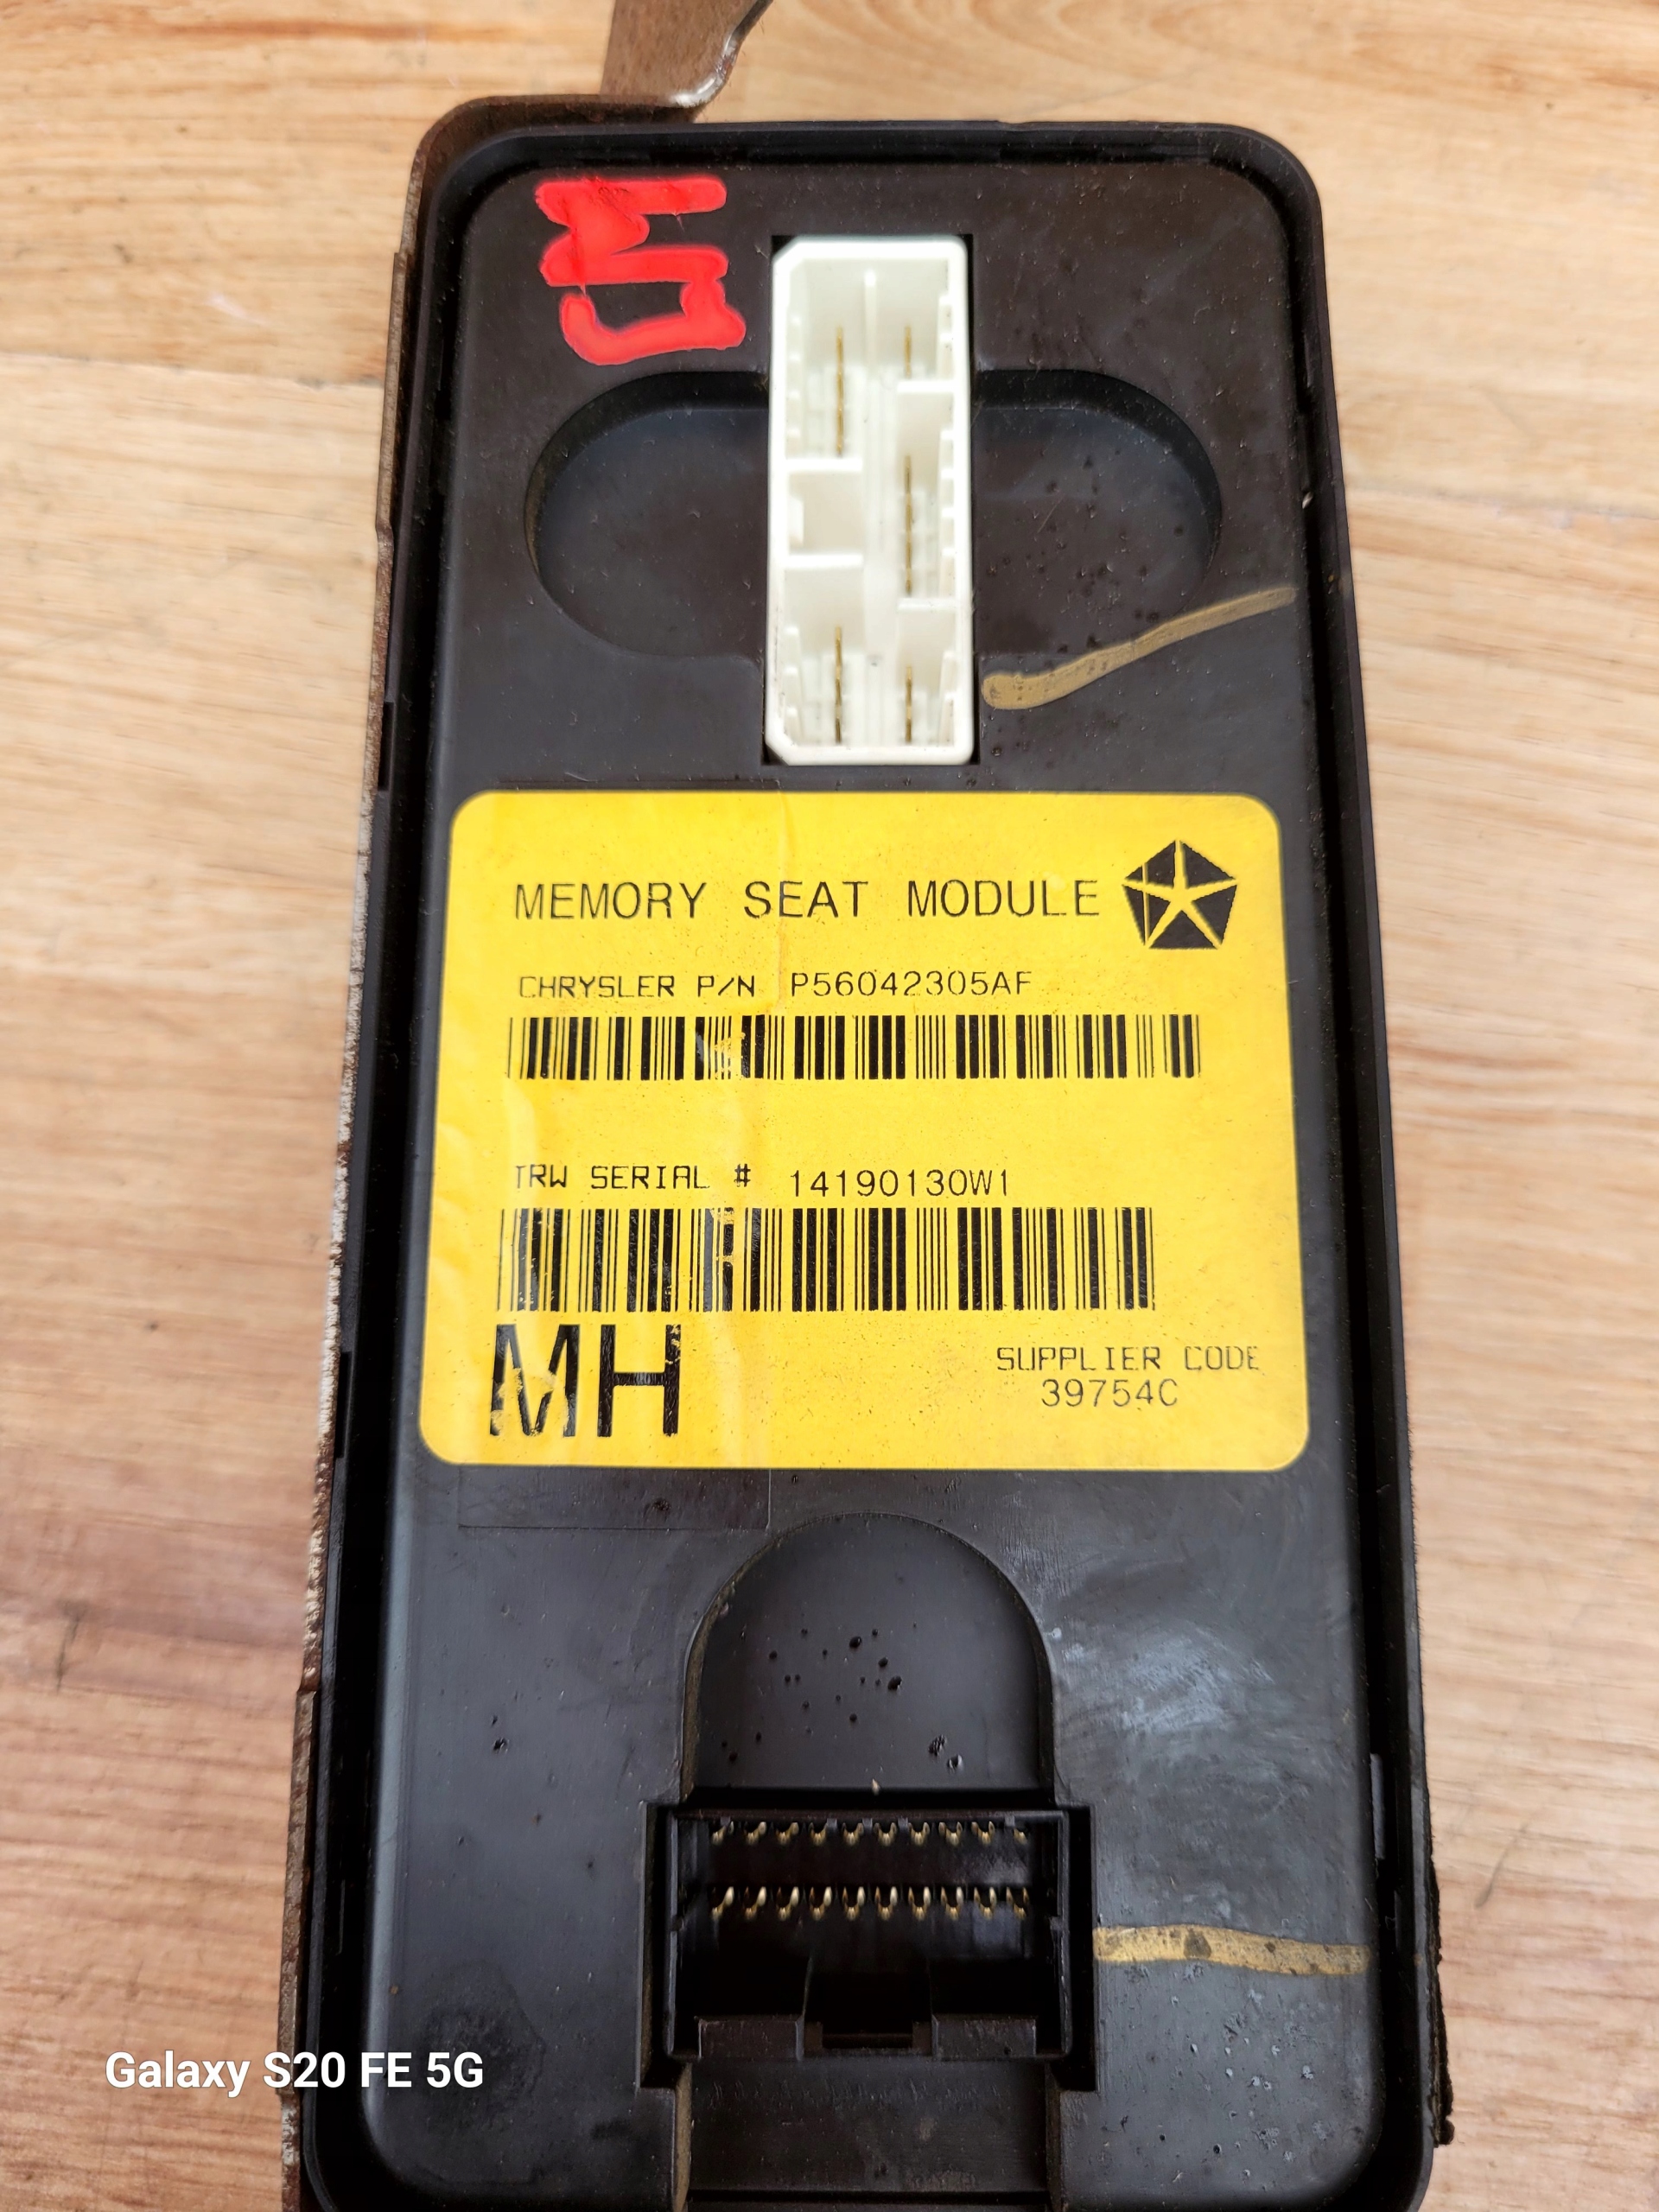 MEMORY SEAT MODULE
CHRYSLER P/N P56042305AF
TRW SERIAL # 14190130W1
MH
SUPPLIER CODE
39754C
Galaxy S20 FE 5G